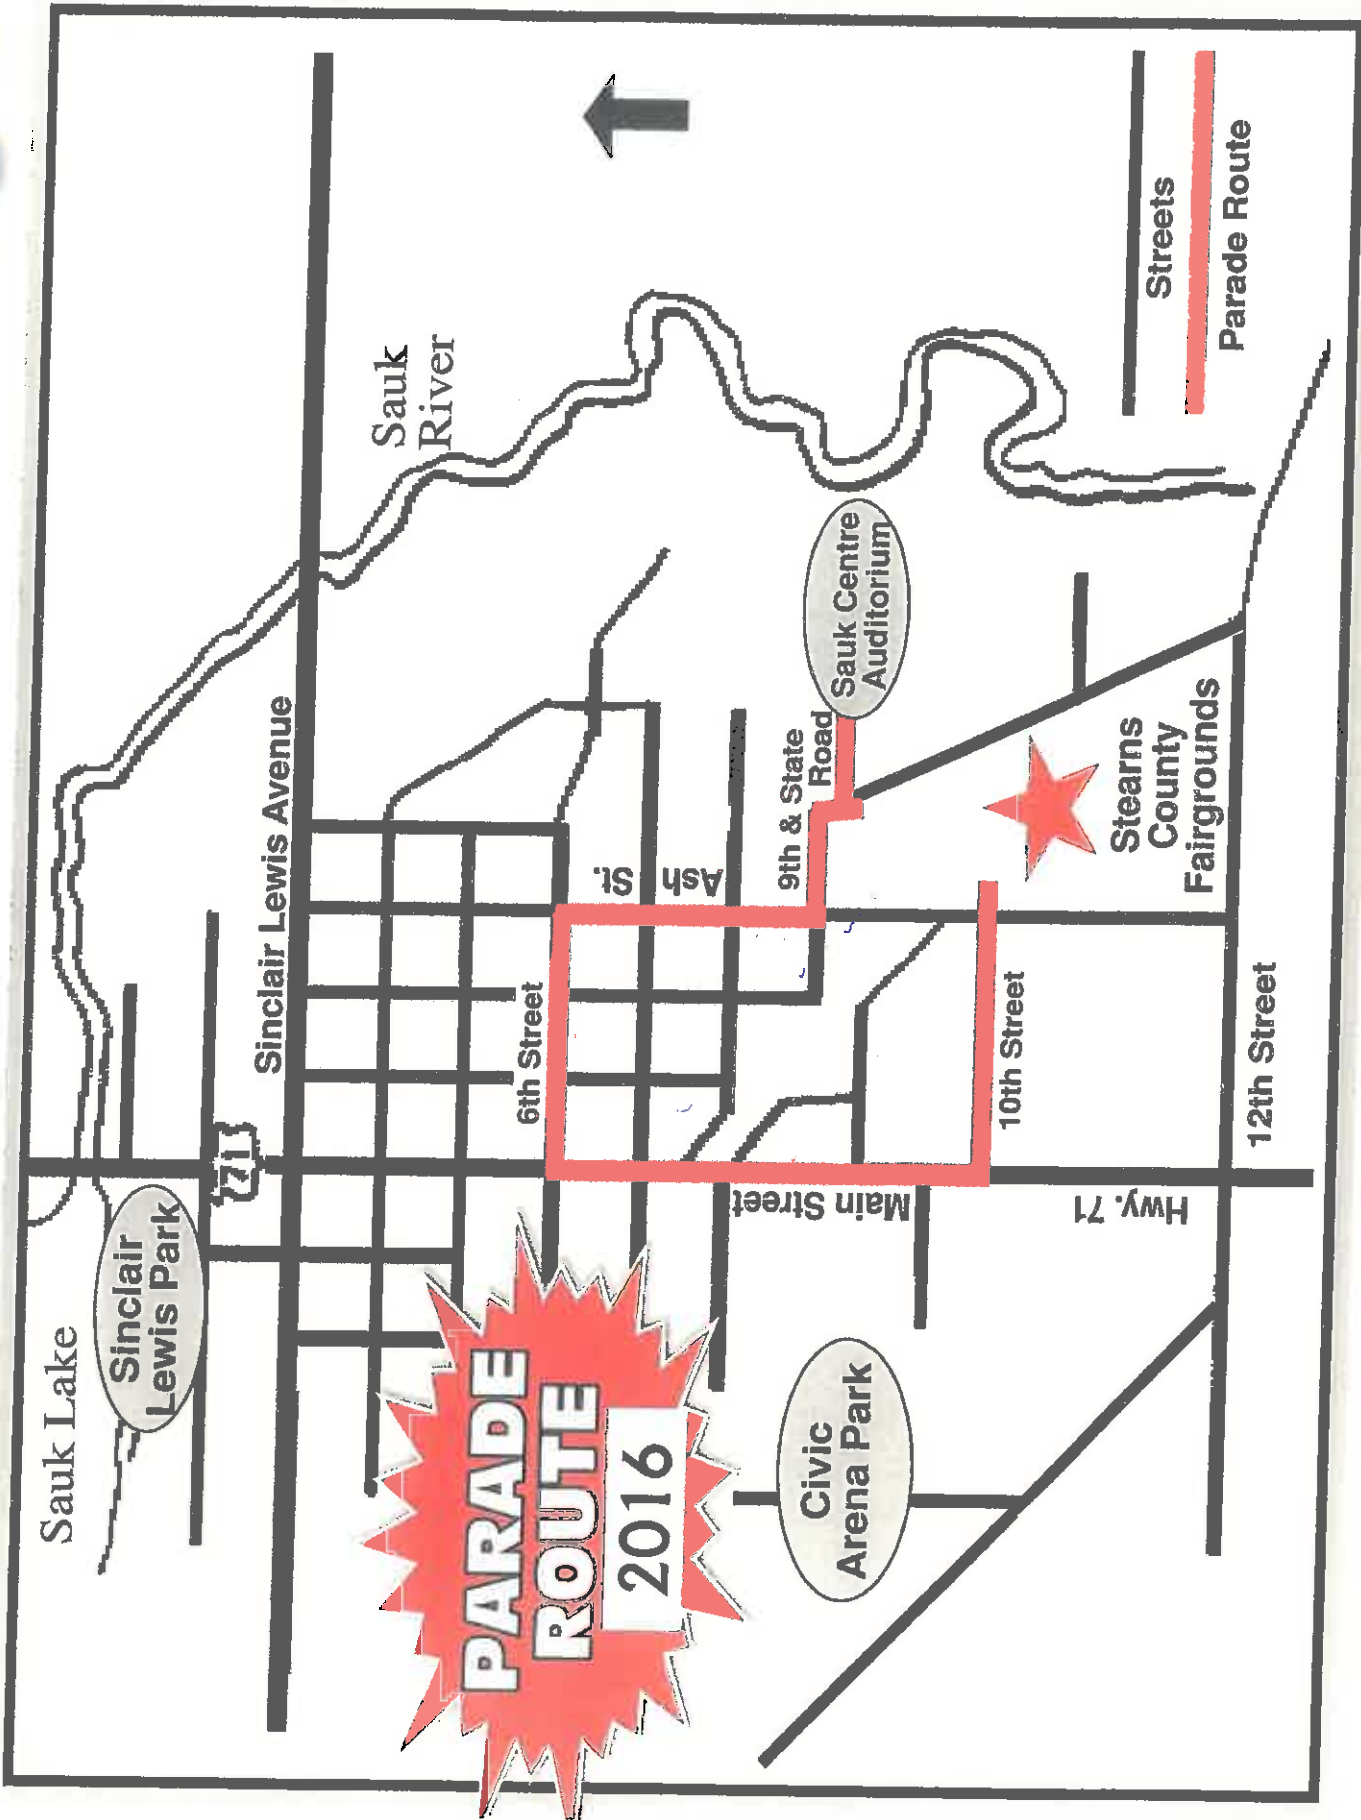 Sauk Lake
Sinclair
Lewis Park
71
Sinclair Lewis Avenue
Sauk
River
PARADE
ROUTE
2016
6th Street
Ash St.
9th & State
Road
Sauk Centre
Auditorium
Main Street
Civic
Arena Park
10th Street
Hwy. 71
Stearns
County
Fairgrounds
12th Street
Streets
Parade Route